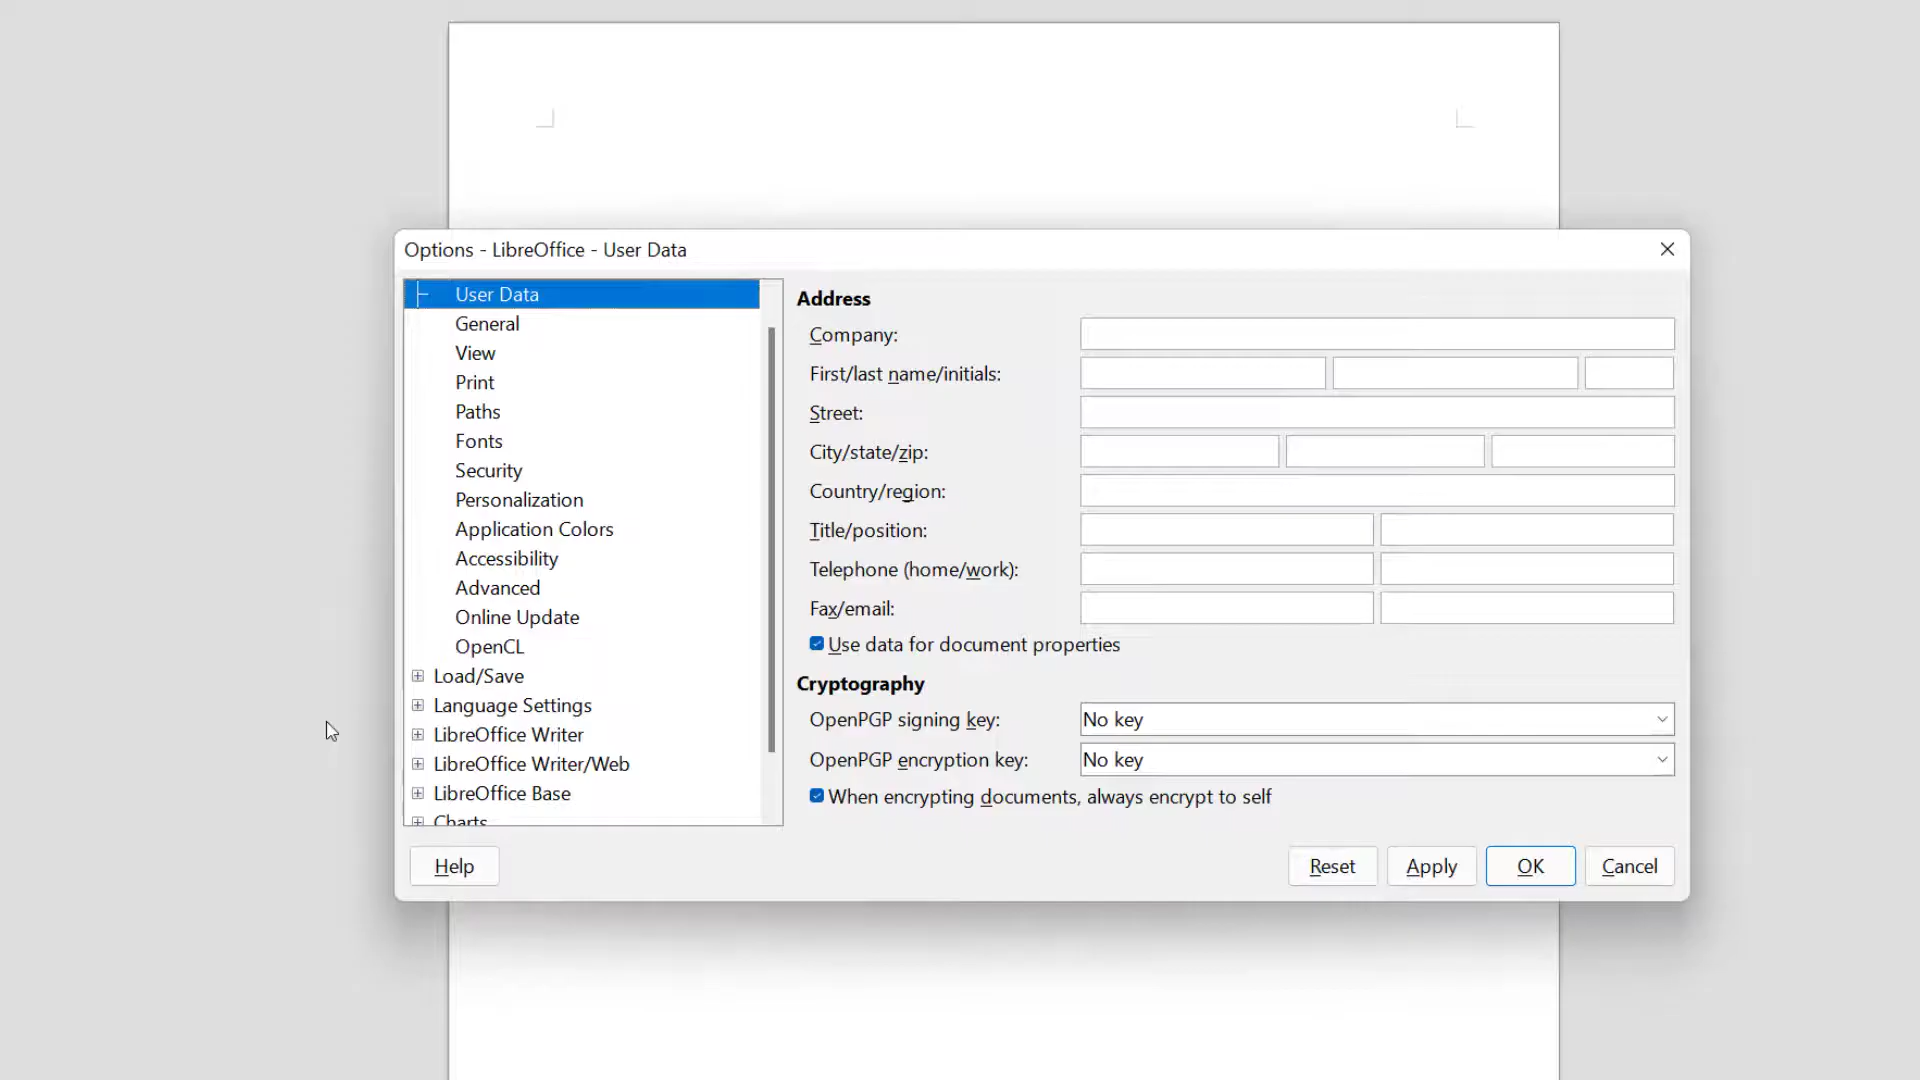 Options - LibreOffice - User Data
User Data
General
View
Print
Paths
Fonts
Security
Personalization
Application Colors
Accessibility
Advanced
Online Update
OpenCL
Load/Save
Language Settings
LibreOffice Writer
LibreOffice Writer/Web
LibreOffice Base
Charts
Address
Company:
First/last name/initials:
Street:
City/state/zip:
Country/region:
Title/position:
Telephone (home/work):
Fax/email:
Use data for document properties
Cryptography
OpenPGP signing key: No key
OpenPGP encryption key: No key
When encrypting documents, always encrypt to self
Help Reset Apply OK Cancel